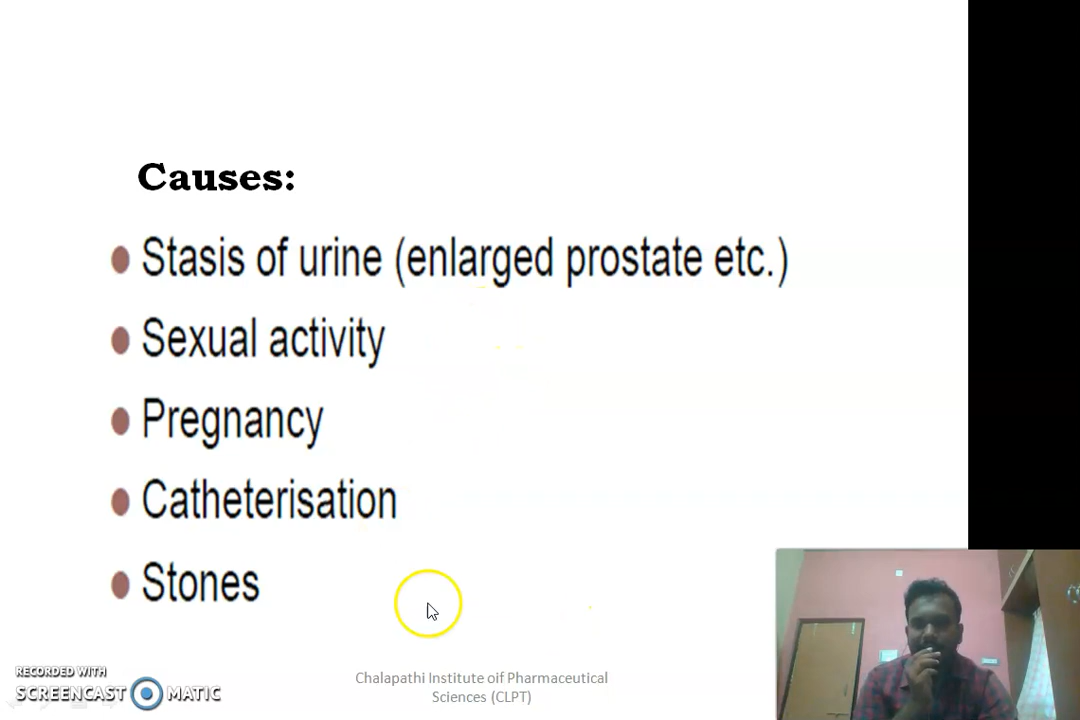 Causes:
Stasis of urine (enlarged prostate etc.)
Sexual activity
Pregnancy
Catheterisation
Stones
RECORDED WITH
SCREENCAST MATIC
Chalapathi Institute oif Pharmaceutical
Sciences (CLPT)